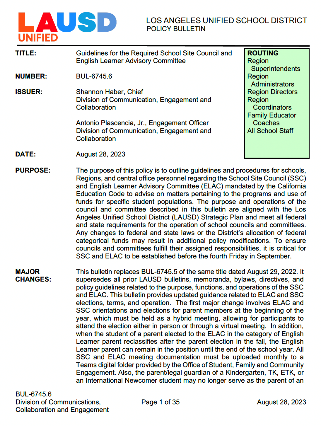 LAUSD
UNIFIED
LOS ANGELES UNIFIED SCHOOL DISTRICT
POLICY BULLETIN
TITLE: Guidelines for the Required School Site Council and
English Learner Advisory Committee
NUMBER: BUL-6745.6
ISSUER: Shannon Haber, Chief
Division of Communication, Engagement and
Collaboration
Antonio Plascencia, Jr., Engagement Officer
Division of Communication, Engagement and
Collaboration
DATE: August 28, 2023
ROUTING
Region
Superintendents
Region
Administrators
Region Directors
Region
Coordinators
Family Educator
Coaches
All School Staff
PURPOSE: The purpose of this policy is to outline guidelines and procedures for schools,
Regions, and central office personnel regarding the School Site Council (SSC)
and English Learner Advisory Committee (ELAC) mandated by the California
Education Code to advise on matters pertaining to the programs and use of
funds for specific student populations. The purpose and operations of the
council and committee described in this bulletin are aligned with the Los
Angeles Unified School District (LAUSD) Strategic Plan and meet all federal
and state requirements for the operation of school councils and committees.
Any changes to federal and state laws or the District's allocation of federal
categorical funds may result in additional policy modifications. To ensure
councils and committees fulfill their assigned responsibilities, it is critical for
SSC and ELAC to be established before the fourth Friday in September.
MAJOR CHANGES: This bulletin replaces BUL-6745.5 of the same title dated August 29, 2022. It
supersedes all prior LAUSD bulletins, memoranda, bylaws, directives, and
policy guidelines related to the purpose, functions, and operations of the SSC
and ELAC. This bulletin provides updated guidance related to ELAC and SSC
elections, terms, and operation. The first major change involves ELAC and
SSC orientations and elections for parent members at the beginning of the
year, which must be held as a hybrid meeting, allowing for participants to
attend the election either in person or through a virtual meeting. In addition,
when the student of a parent elected to the ELAC in the category of English
Learner parent reclassifies after the parent election in the fall, the English
Learner parent can remain in the position until the end of the school year. All
SSC and ELAC meeting documentation must be uploaded monthly to a
Teams digital folder provided by the Office of Student, Family and Community
Engagement. Also, the parent/legal guardian of a Kindergarten, TK, ETK, or
an International Newcomer student may no longer serve as the parent of an
BUL-6745.6
Division of Communications,
Collaboration and Engagement
Page 1 of 35
August 28, 2023